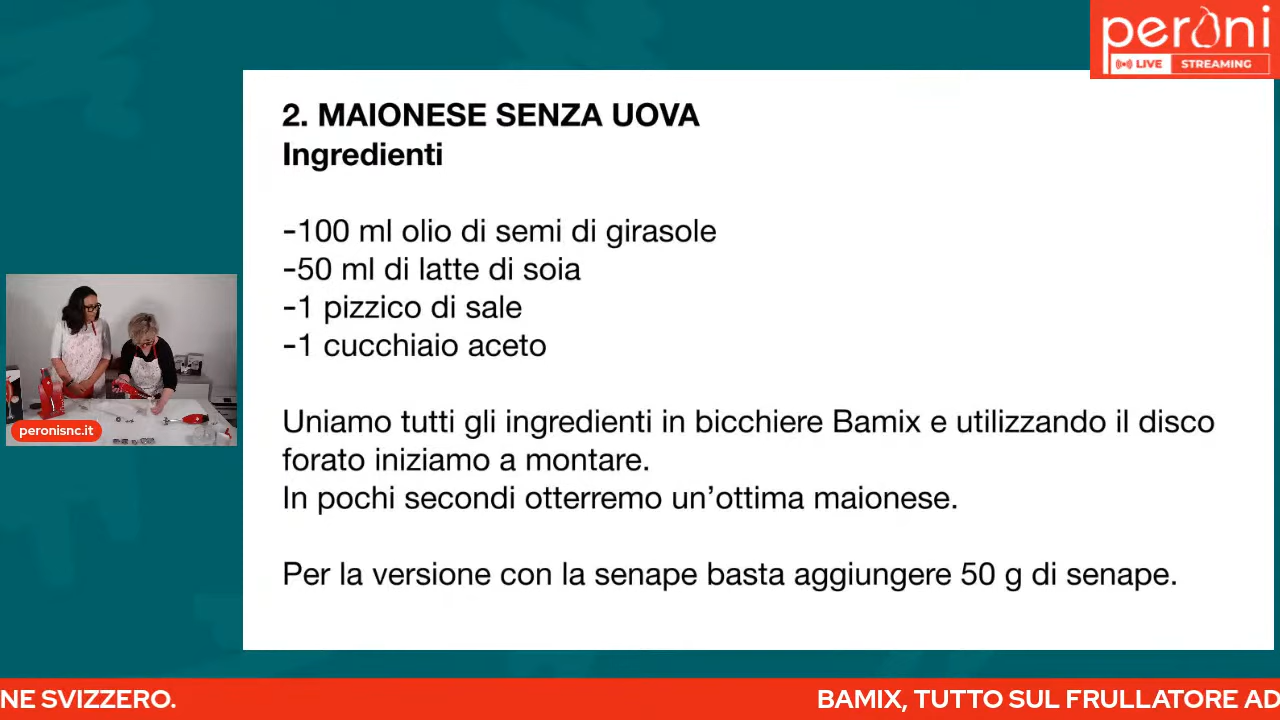 perōni
LIVE STREAMING
2. MAIONESE SENZA UOVA
Ingredienti
-100 ml olio di semi di girasole
-50 ml di latte di soia
-1 pizzico di sale
-1 cucchiaio aceto
Uniamo tutti gli ingredienti in bicchiere Bamix e utilizzando il disco
forato iniziamo a montare.
In pochi secondi otterremo un’ottima maionese.
Per la versione con la senape basta aggiungere 50 g di senape.
peronisnc.it
NE SVIZZERO. BAMIX, TUTTO SUL FRULLATORE AD